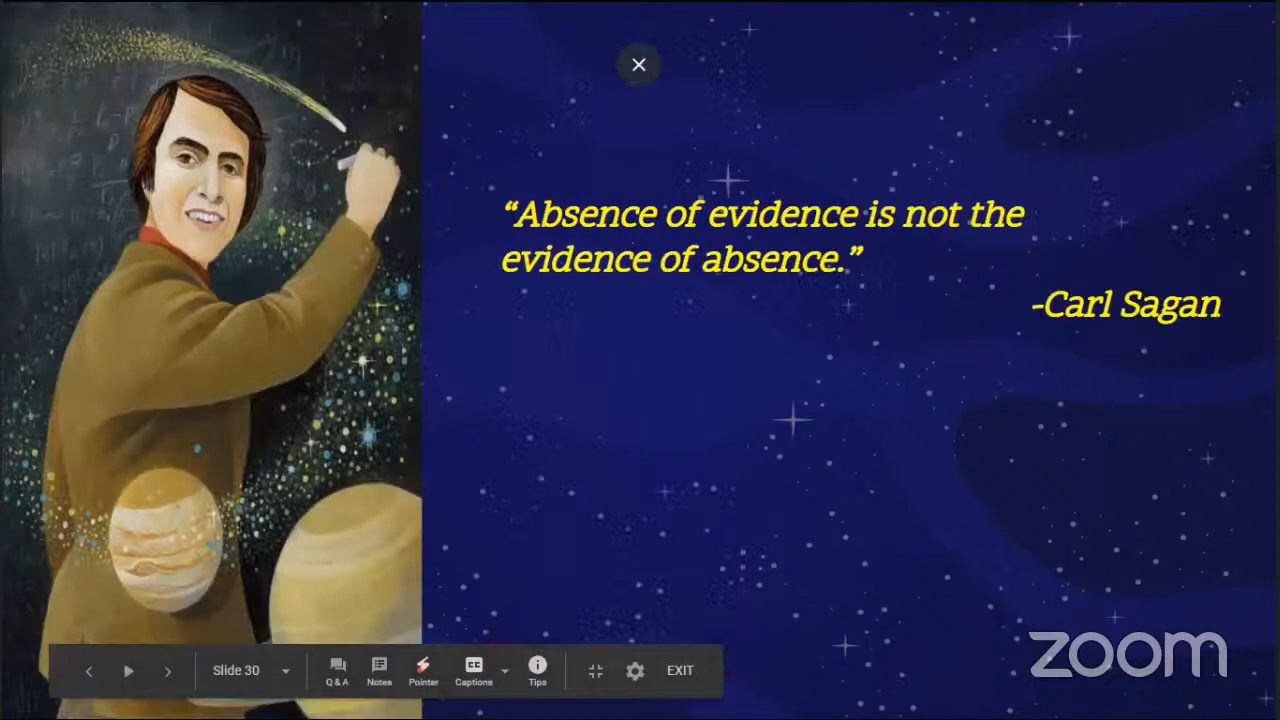 “Absence of evidence is not the
evidence of absence.”
-Carl Sagan
Slide 30
Q & A
Notes
Pointer
CC
Captions
Tips
EXIT
zoom